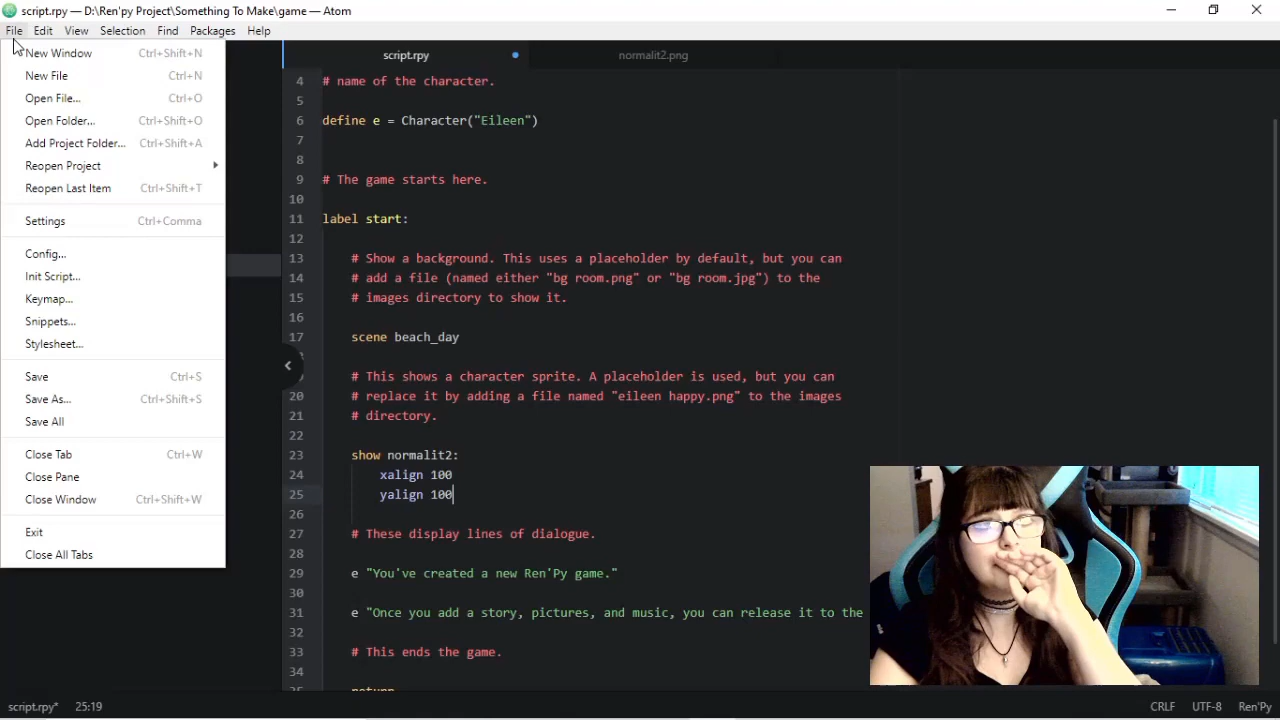 script.rpy — D:\Ren'py Project\Something To Make\game — Atom
File Edit View Selection Find Packages Help
New Window Ctrl+Shift+N
New File Ctrl+N
Open File... Ctrl+O
Open Folder... Ctrl+Shift+O
Add Project Folder... Ctrl+Shift+A
Reopen Project
Reopen Last Item Ctrl+Shift+T
Settings Ctrl+Comma
Config...
Init Script...
Keymap...
Snippets...
Stylesheet...
Save Ctrl+S
Save As... Ctrl+Shift+S
Save All
Close Tab Ctrl+W
Close Pane
Close Window Ctrl+Shift+W
Exit
Close All Tabs
script.rpy normalit2.png
4 # name of the character.
5
6 define e = Character("Eileen")
7
8
9 # The game starts here.
10
11 label start:
12
13 # Show a background. This uses a placeholder by default, but you can
14 # add a file (named either "bg room.png" or "bg room.jpg") to the
15 # images directory to show it.
16
17 scene beach_day
# This shows a character sprite. A placeholder is used, but you can
20 # replace it by adding a file named "eileen happy.png" to the images
21 # directory.
22
23 show normalit2:
24 xalign 100
25 yalign 100
26
27 # These display lines of dialogue.
28
29 e "You've created a new Ren'Py game."
30
31 e "Once you add a story, pictures, and music, you can release it to the
32
33 # This ends the game.
34
return
script.rpy* 25:19 CRLF UTF-8 Ren'Py